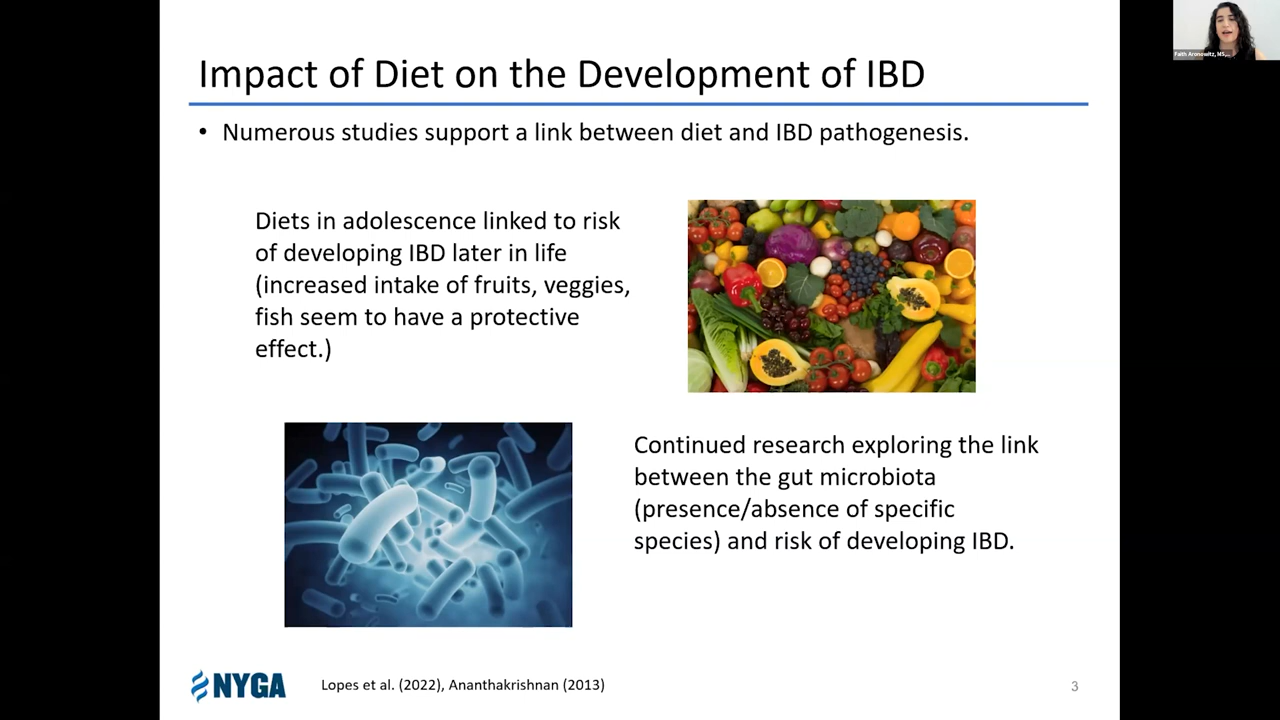 Impact of Diet on the Development of IBD
• Numerous studies support a link between diet and IBD pathogenesis.
Diets in adolescence linked to risk
of developing IBD later in life
(increased intake of fruits, veggies,
fish seem to have a protective
effect.)
Continued research exploring the link
between the gut microbiota
(presence/absence of specific
species) and risk of developing IBD.
NYGA
Lopes et al. (2022), Ananthakrishnan (2013)
3
Faith Aronowitz, MS,...